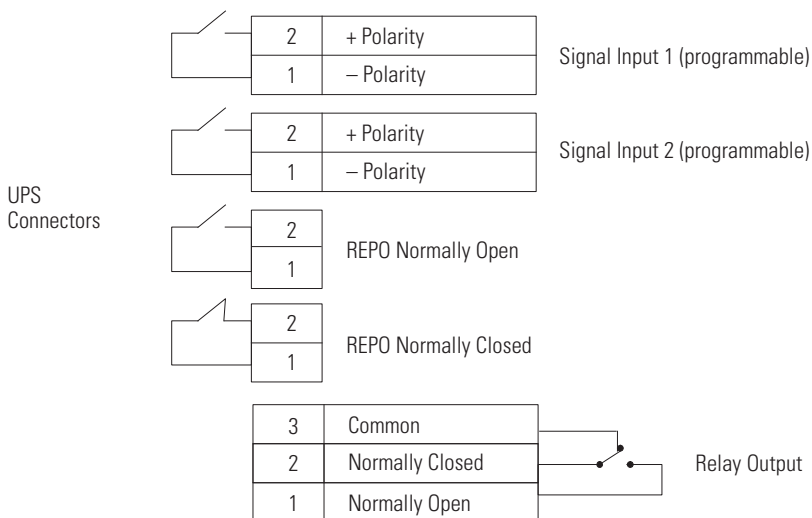 2 + Polarity
1 – Polarity
Signal Input 1 (programmable)
2 + Polarity
1 – Polarity
Signal Input 2 (programmable)
UPS
Connectors
2
1
REPO Normally Open
2
1
REPO Normally Closed
3 Common
2 Normally Closed
1 Normally Open
Relay Output